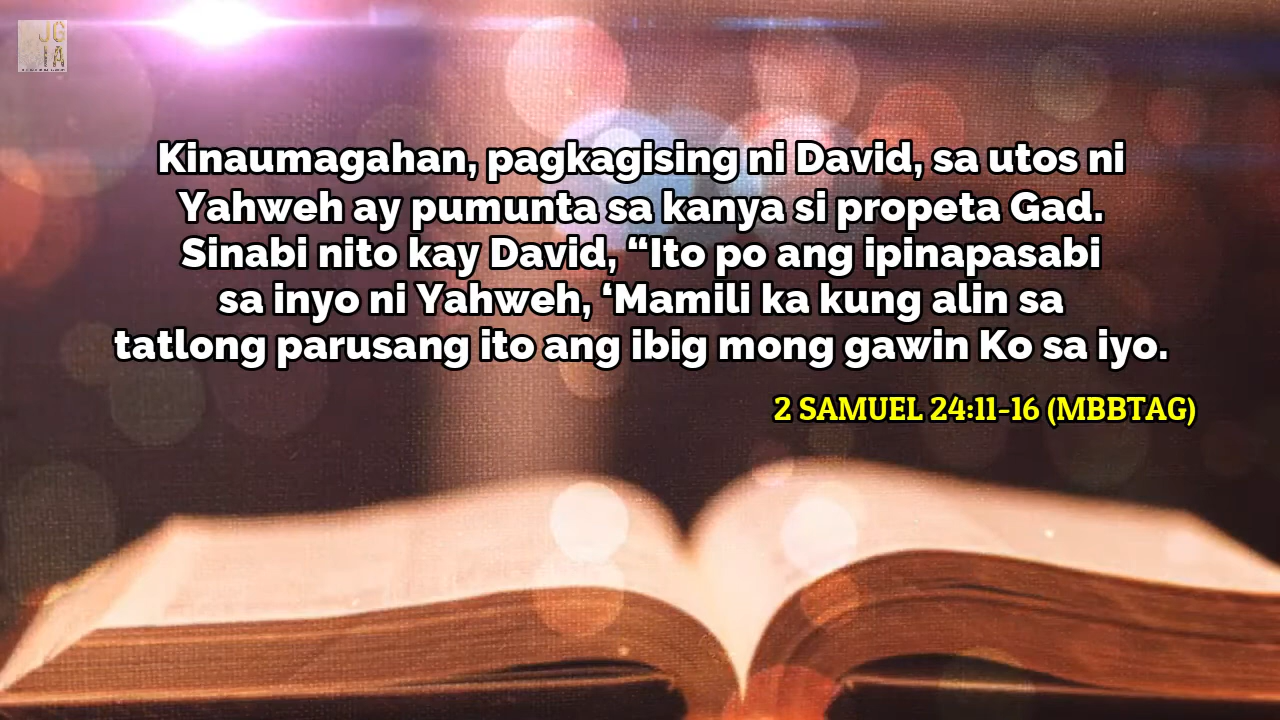 JG
IA
Kinaumagahan, pagkagising ni David, sa utos ni
Yahweh ay pumunta sa kanya si propeta Gad.
Sinabi nito kay David, “Ito po ang ipinapasabi
sa inyo ni Yahweh, ‘Mamili ka kung alin sa
tatlong parusang ito ang ibig mong gawin Ko sa iyo.
2 SAMUEL 24:11-16 (MBBTAG)